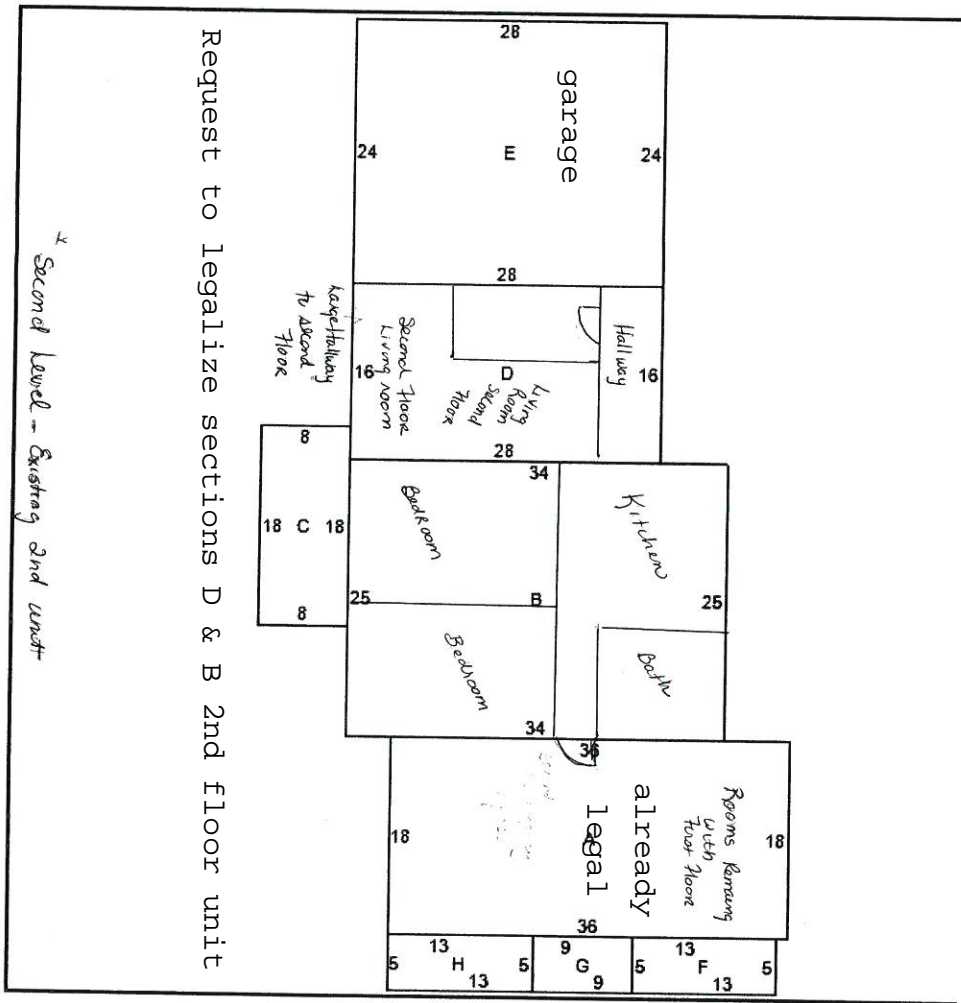 28
garage
24
E
24
28
Hallway
16
D
Living
Room
Second
Floor
Second Floor
Living room
16
Large Hallway
to second
Floor
28
8
18
C
18
8
34
Kitchen
Bedroom
25
B
25
Bedroom
Bath
34
36
Rooms Remaing
with
First Floor
already
legal
A
18
18
36
13
5
H
5
13
9
G
9
13
5
F
5
13
Request to legalize sections D & B 2nd floor unit
* Second Level - Existing 2nd unitt